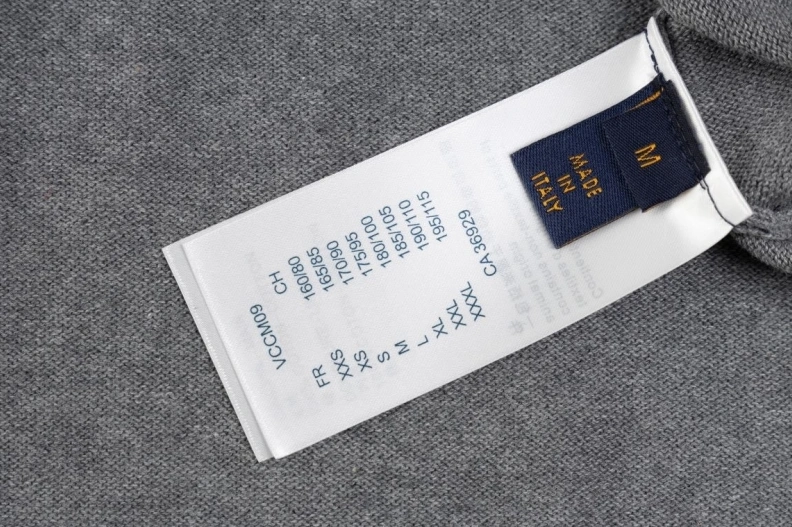 M
MADE
IN
ITALY
VCCM09
FR CH
XXS 160/80
XS 165/85
S 170/90
M 175/95
L 180/100
XL 185/105
XXL 190/110
XXXL 195/115
CA36929